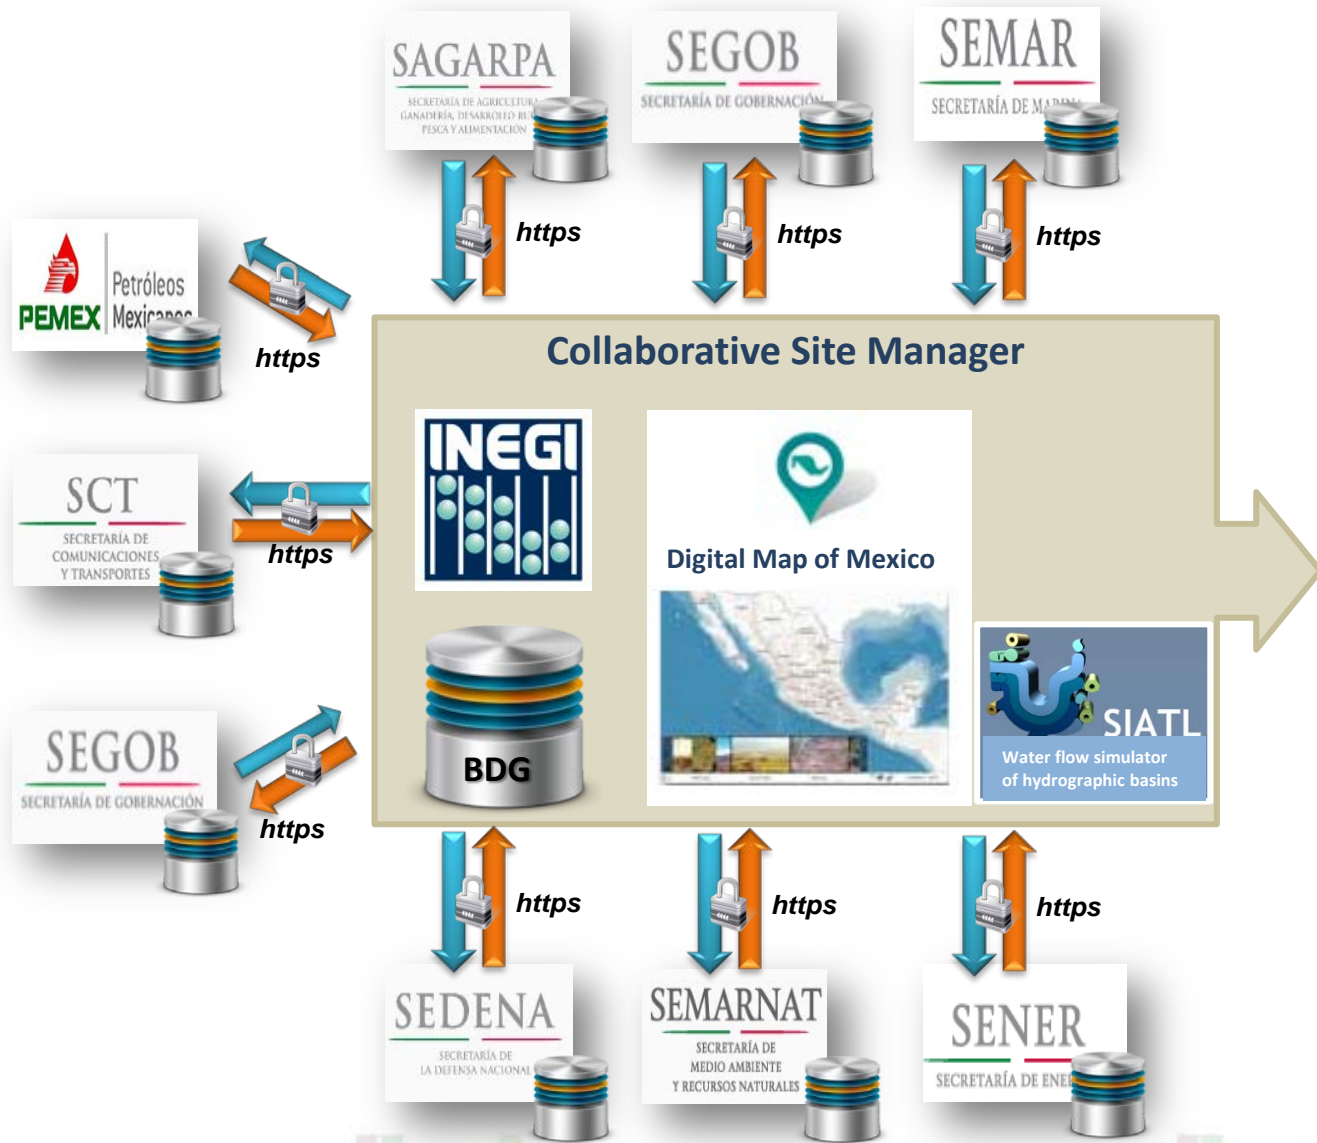 SAGARPA
SECRETARÍA DE AGRICULTURA,
GANADERÍA, DESARROLLO
PESCA Y ALIMENTACIÓN
SEGOB
SECRETARÍA DE GOBERNACIÓN
SEMAR
SECRETARÍA DE
https
https
https
PEMEX
Petróleos
Mexicanos
https
Collaborative Site Manager
INEGI
Digital Map of Mexico
SCT
SECRETARÍA DE
COMUNICACIONES
Y TRANSPORTES
https
BDG
SIATL
Water flow simulator
of hydrographic basins
SEGOB
SECRETARÍA DE GOBERNACIÓN
https
https
https
https
SEDENA
SECRETARÍA DE
LA DEFENSA NACIONAL
SEMARNAT
SECRETARÍA DE
MEDIO AMBIENTE
Y RECURSOS NATURALES
SENER
SECRETARÍA DE